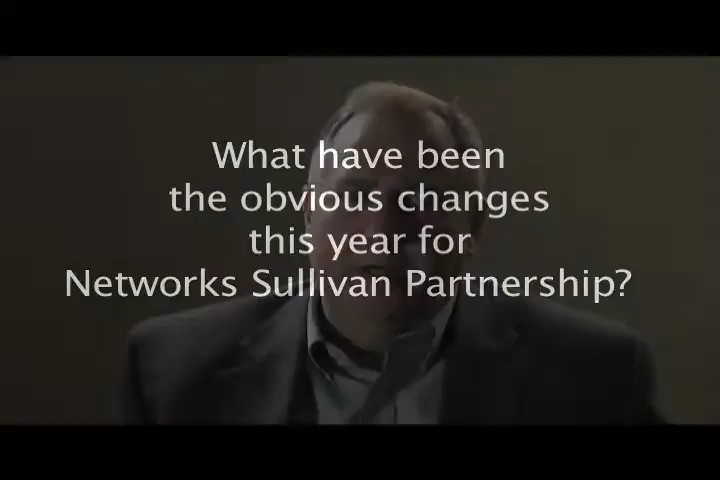 What have been
the obvious changes
this year for
Networks Sullivan Partnership?